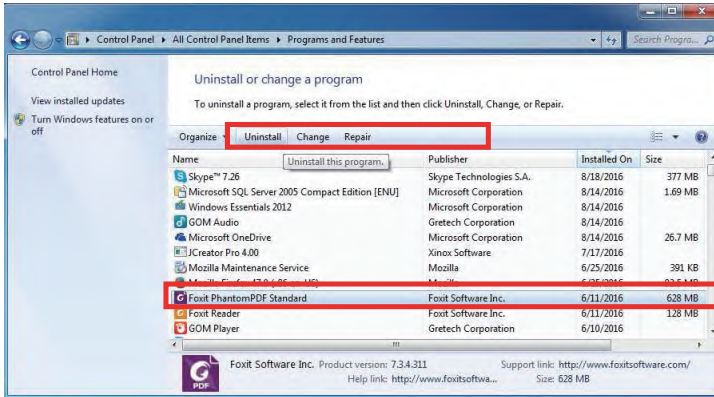 Control Panel ▸ All Control Panel Items ▸ Programs and Features
Search Progra...
Control Panel Home
View installed updates
Turn Windows features on or off
Uninstall or change a program
To uninstall a program, select it from the list and then click Uninstall, Change, or Repair.
Organize Uninstall Change Repair
Uninstall this program.
Name Publisher Installed On Size
Skype™ 7.26 Skype Technologies S.A. 8/18/2016 377 MB
Microsoft SQL Server 2005 Compact Edition [ENU] Microsoft Corporation 8/14/2016 1.69 MB
Windows Essentials 2012 Microsoft Corporation 8/14/2016
GOM Audio Gretech Corporation 8/14/2016
Microsoft OneDrive Microsoft Corporation 8/14/2016 26.7 MB
JCreator Pro 4.00 Xinox Software 7/17/2016
Mozilla Maintenance Service Mozilla 6/25/2016 391 KB
Foxit PhantomPDF Standard Foxit Software Inc. 6/11/2016 628 MB
Foxit Reader Foxit Software Inc. 6/11/2016 128 MB
GOM Player Gretech Corporation 6/10/2016
PDF
Foxit Software Inc. Product version: 7.3.4.311 Support link: http://www.foxitsoftware.com/
Help link: http://www.foxitsoftwa... Size: 628 MB